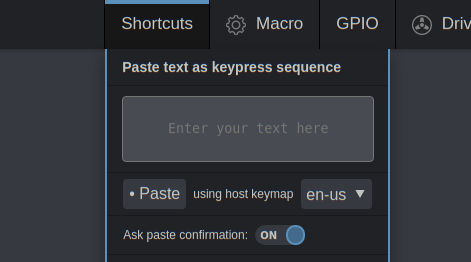 Shortcuts Macro GPIO Driv
Paste text as keypress sequence
Enter your text here
• Paste using host keymap en-us
Ask paste confirmation: ON